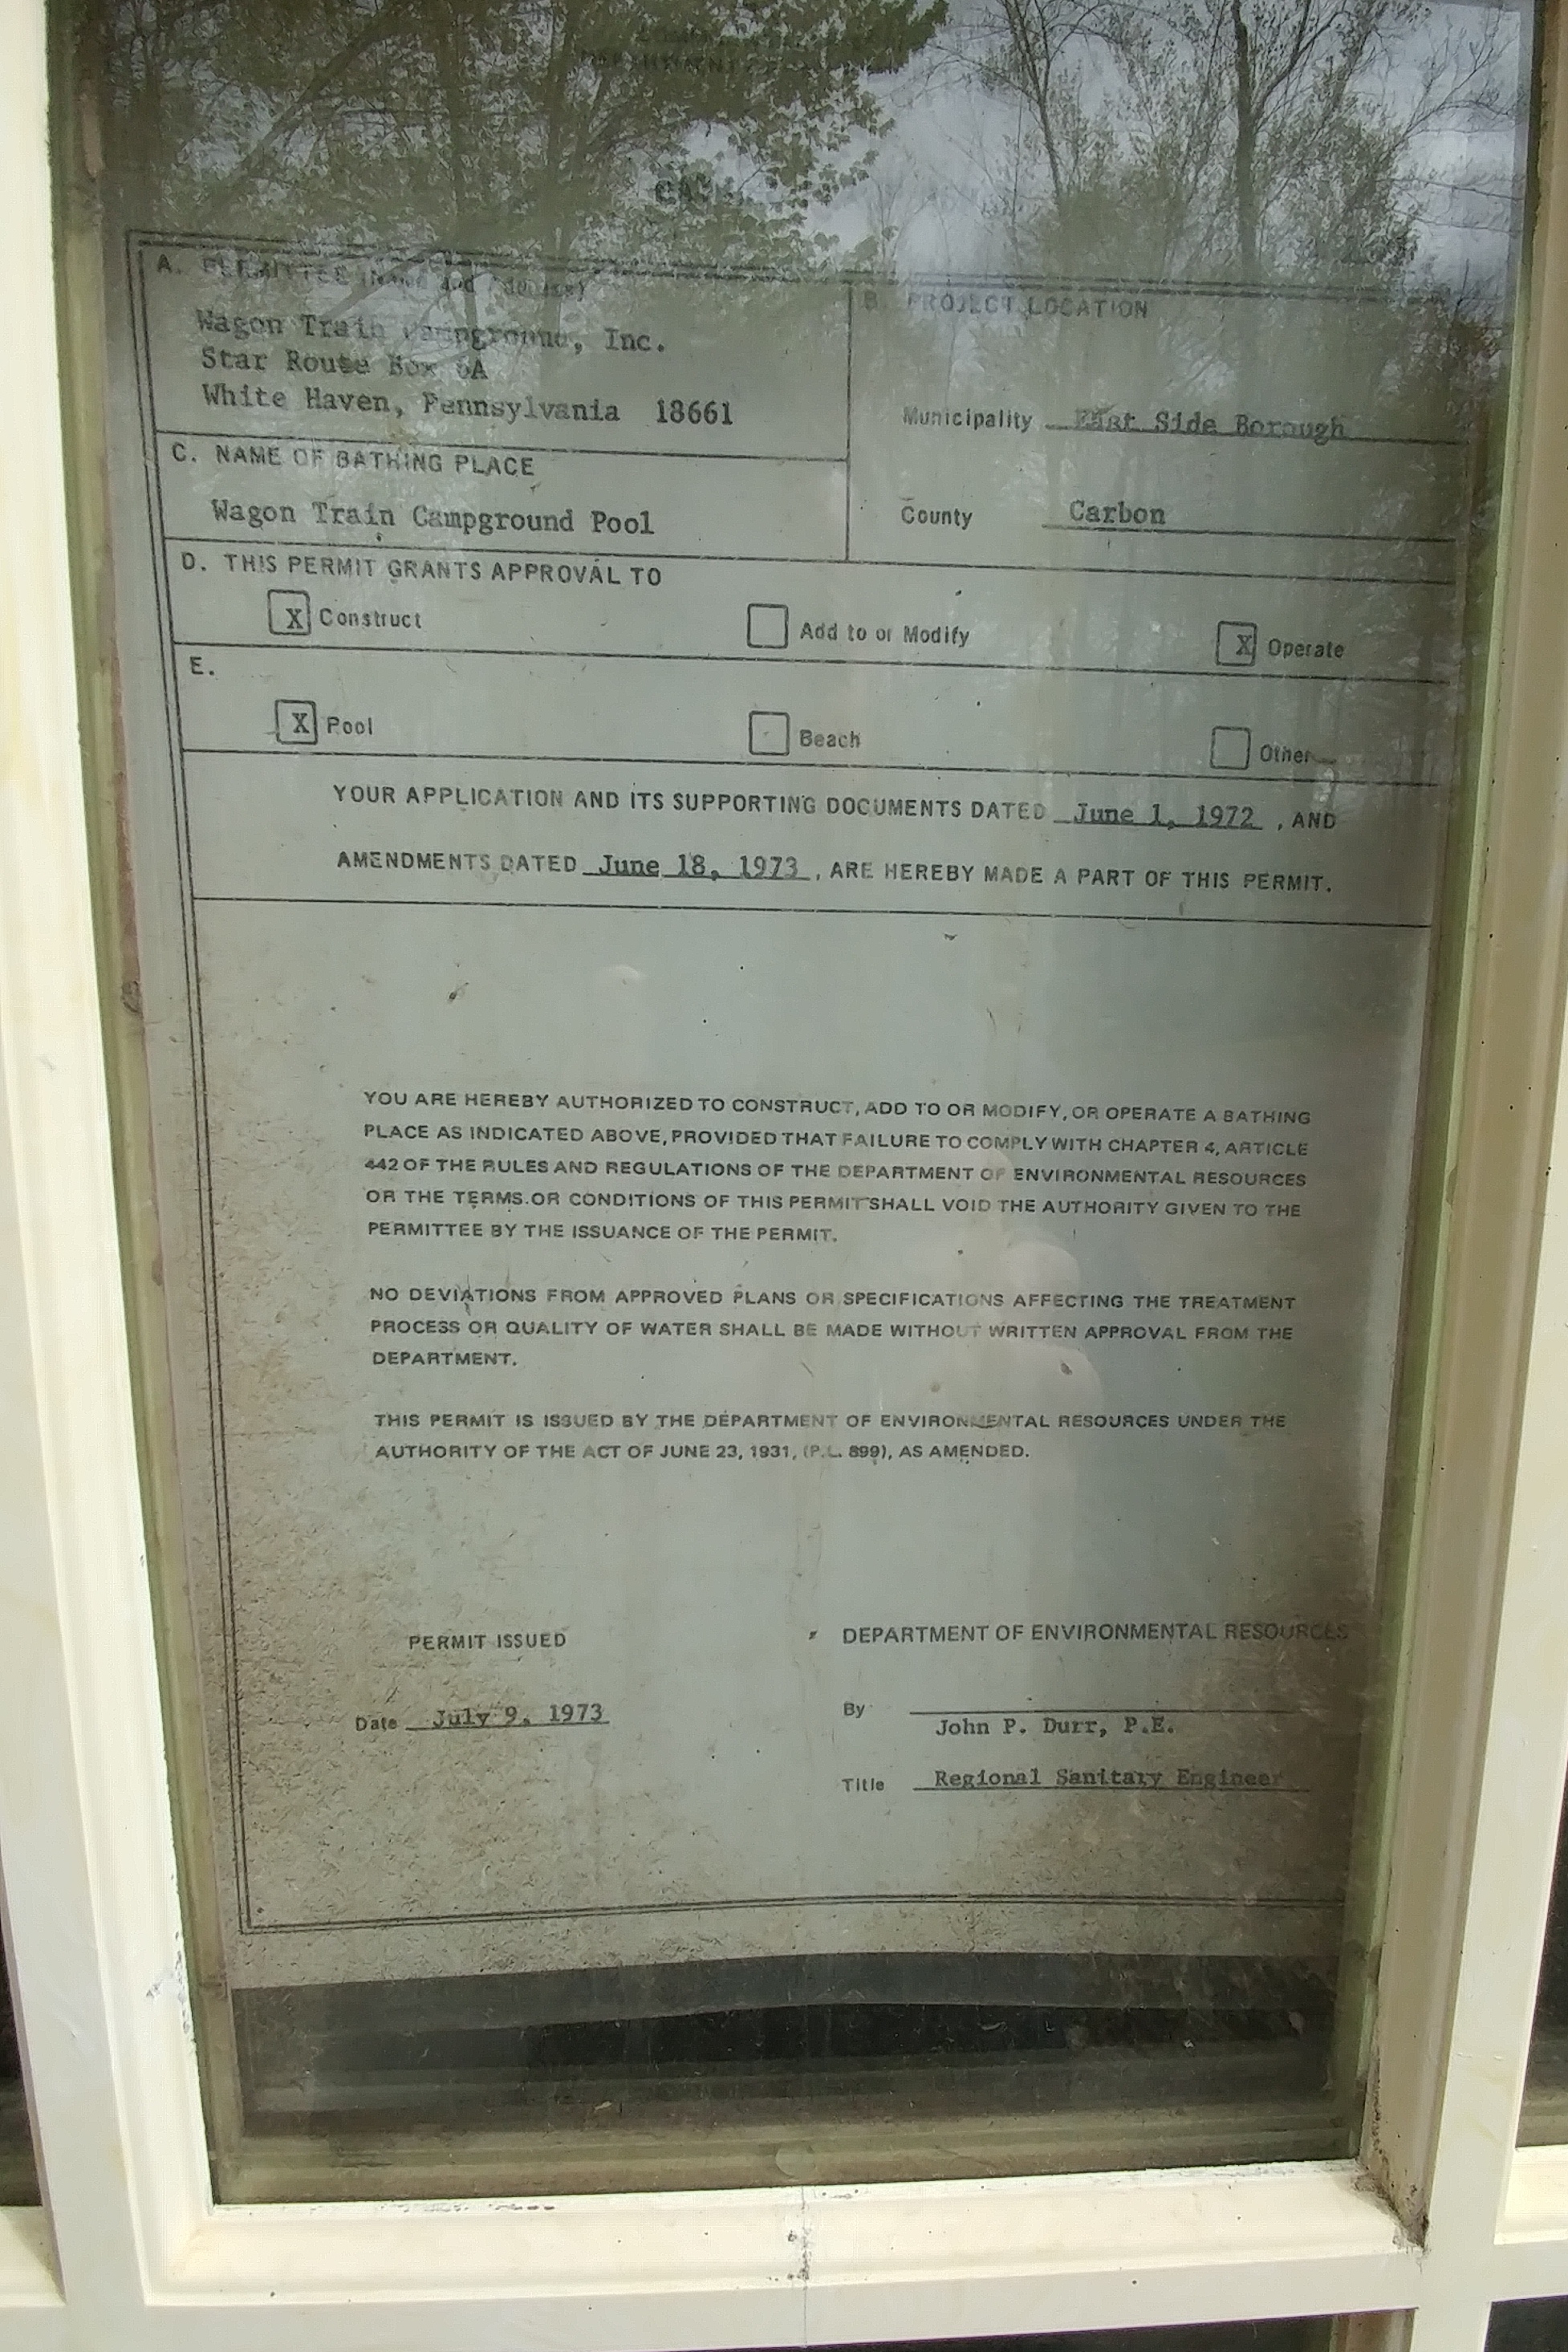 A. PERMITTEE (Name and Address)
Wagon Train Campground, Inc.
Star Route Box 6A
White Haven, Pennsylvania 18661
B. PROJECT LOCATION
Municipality East Side Borough
County Carbon
C. NAME OF BATHING PLACE
Wagon Train Campground Pool
D. THIS PERMIT GRANTS APPROVAL TO
X Construct Add to or Modify X Operate
E.
X Pool Beach Other
YOUR APPLICATION AND ITS SUPPORTING DOCUMENTS DATED June 1, 1972 , AND
AMENDMENTS DATED June 18, 1973 , ARE HEREBY MADE A PART OF THIS PERMIT.
YOU ARE HEREBY AUTHORIZED TO CONSTRUCT, ADD TO OR MODIFY, OR OPERATE A BATHING
PLACE AS INDICATED ABOVE, PROVIDED THAT FAILURE TO COMPLY WITH CHAPTER 4, ARTICLE
442 OF THE RULES AND REGULATIONS OF THE DEPARTMENT OF ENVIRONMENTAL RESOURCES
OR THE TERMS OR CONDITIONS OF THIS PERMIT SHALL VOID THE AUTHORITY GIVEN TO THE
PERMITTEE BY THE ISSUANCE OF THE PERMIT.
NO DEVIATIONS FROM APPROVED PLANS OR SPECIFICATIONS AFFECTING THE TREATMENT
PROCESS OR QUALITY OF WATER SHALL BE MADE WITHOUT WRITTEN APPROVAL FROM THE
DEPARTMENT.
THIS PERMIT IS ISSUED BY THE DEPARTMENT OF ENVIRONMENTAL RESOURCES UNDER THE
AUTHORITY OF THE ACT OF JUNE 23, 1931, (P.L. 899), AS AMENDED.
PERMIT ISSUED
Date July 9, 1973
DEPARTMENT OF ENVIRONMENTAL RESOURCES
By
John P. Durr, P.E.
Title Regional Sanitary Engineer